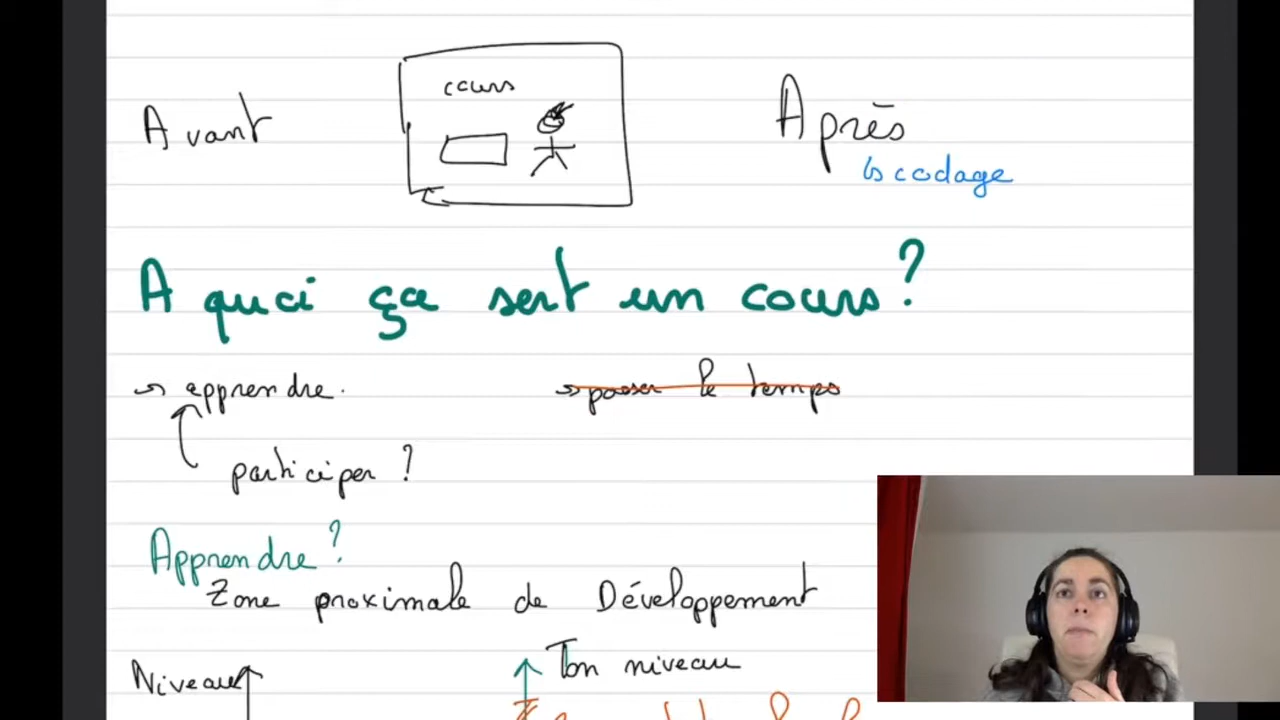 cours
Avant
Après
↳ codage
A quoi ça sert un cours ?
→ apprendre.
→ passer le temps
participer ?
Apprendre ?
Zone proximale de Développement
Niveau
Ton niveau